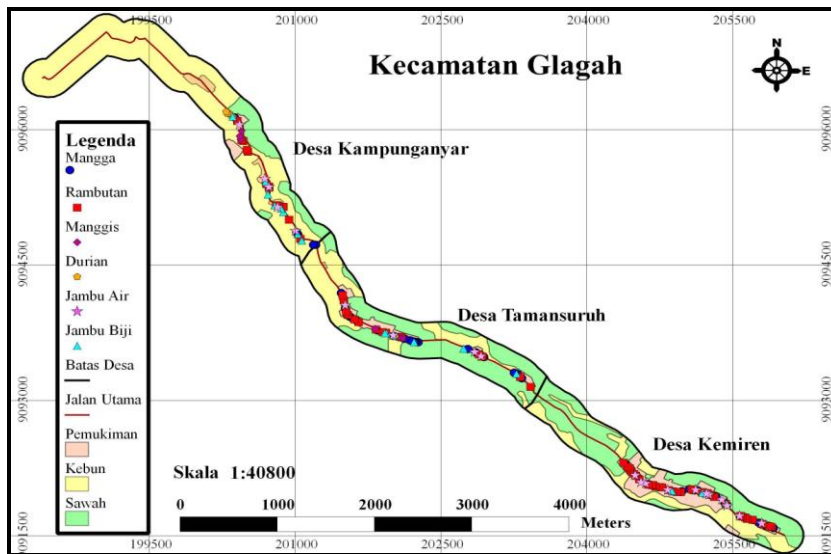 199500 201000 202500 204000 205500
Kecamatan Glagah
N
E
9096000 9096000
Legenda
Mangga
Rambutan
Manggis
Durian
Jambu Air
Jambu Biji
Batas Desa
Jalan Utama
Pemukiman
Kebun
Sawah
Desa Kampunganyar
9094500 9094500
Desa Tamansuruh
9093000 9093000
Desa Kemiren
Skala 1:40800
0 1000 2000 3000 4000
Meters
9091500 9091500
199500 201000 202500 204000 205500